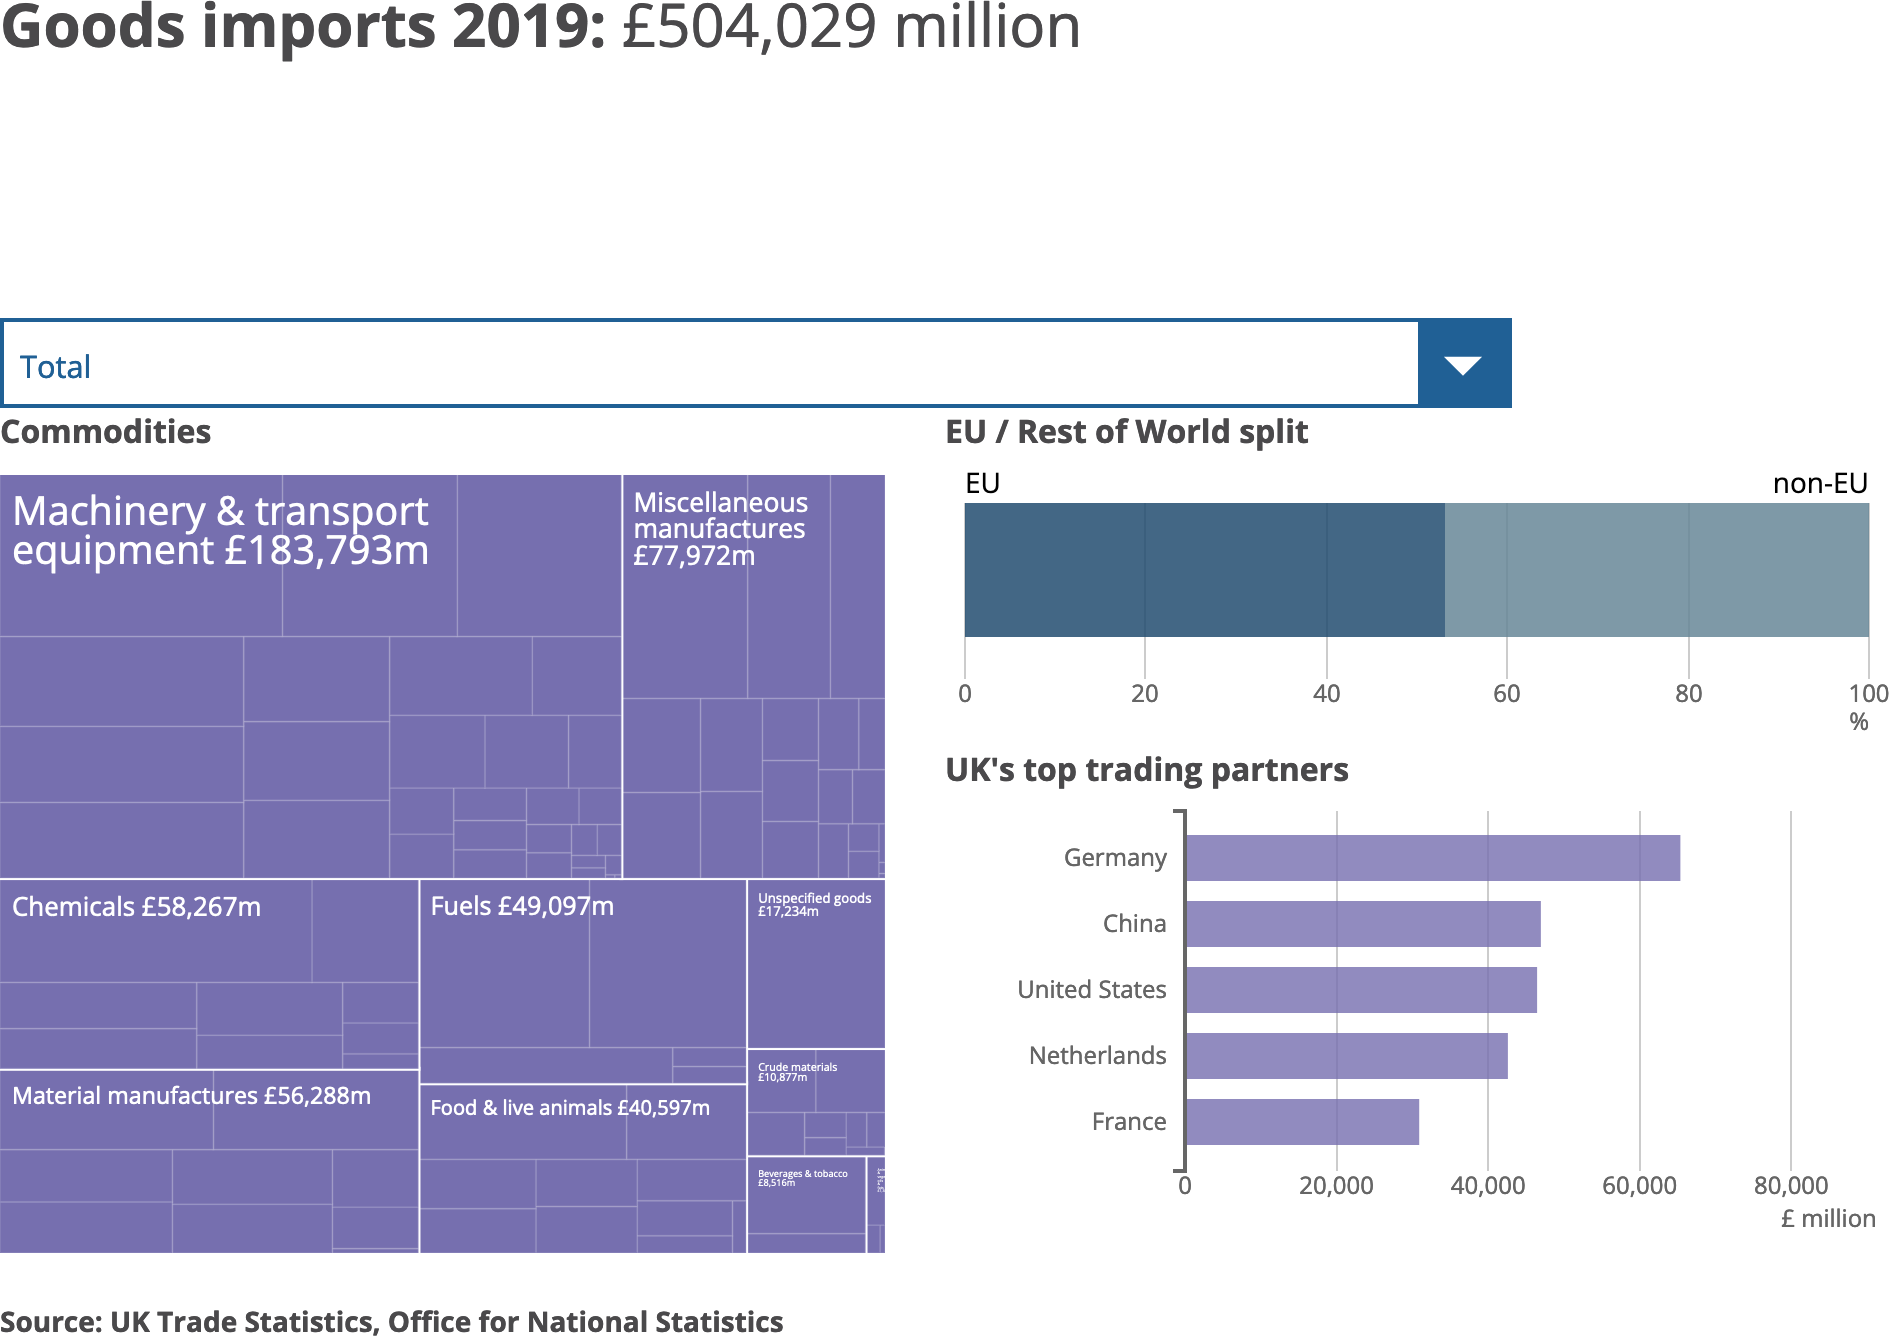 Goods imports 2019: £504,029 million
Total
Commodities
Machinery & transport
equipment £183,793m
Miscellaneous
manufactures
£77,972m
Chemicals £58,267m
Fuels £49,097m
Unspecified goods
£17,234m
Crude materials
£10,877m
Material manufactures £56,288m
Food & live animals £40,597m
Beverages & tobacco
£8,516m
EU / Rest of World split
EU
non-EU
0 20 40 60 80 100
%
UK's top trading partners
Germany
China
United States
Netherlands
France
0 20,000 40,000 60,000 80,000
£ million
Source: UK Trade Statistics, Office for National Statistics